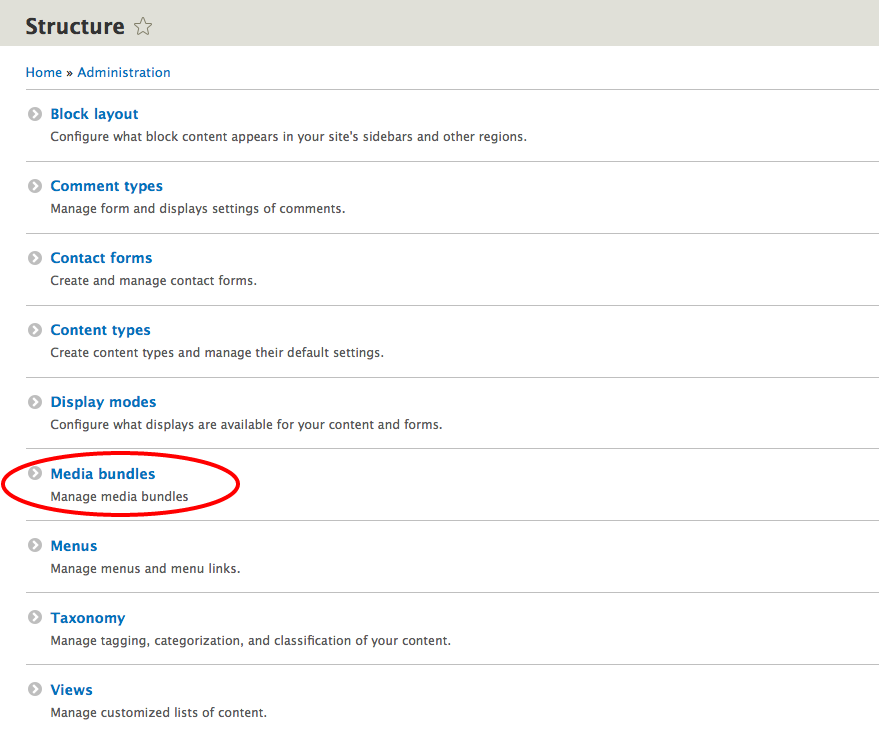 Structure
Home » Administration
Block layout
Configure what block content appears in your site's sidebars and other regions.
Comment types
Manage form and displays settings of comments.
Contact forms
Create and manage contact forms.
Content types
Create content types and manage their default settings.
Display modes
Configure what displays are available for your content and forms.
Media bundles
Manage media bundles
Menus
Manage menus and menu links.
Taxonomy
Manage tagging, categorization, and classification of your content.
Views
Manage customized lists of content.